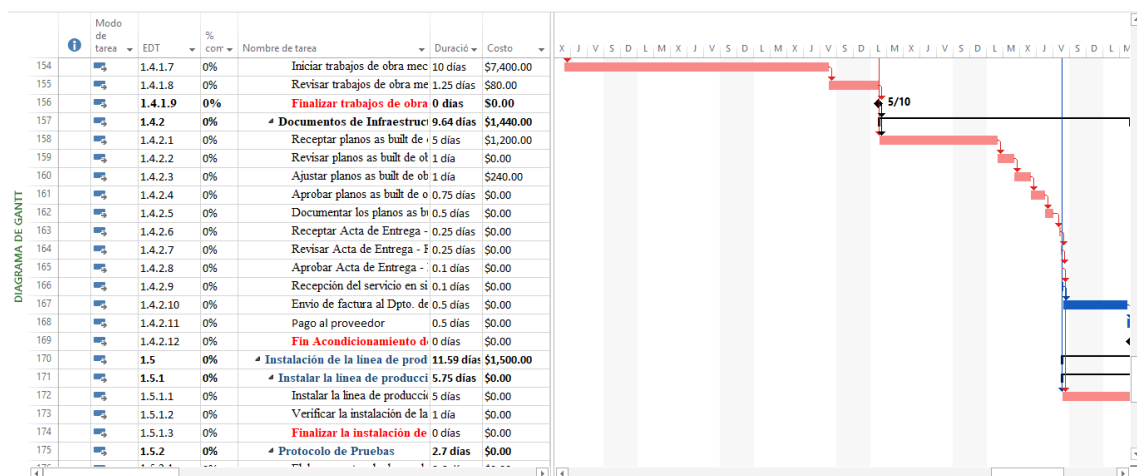 Modo de tarea EDT % com Nombre de tarea Duració Costo X J V S D L M X J V S D L M X J V S D L M X J V S D L M
154 1.4.1.7 0% Iniciar trabajos de obra mec 10 días $7,400.00
155 1.4.1.8 0% Revisar trabajos de obra me 1.25 días $80.00
156 1.4.1.9 0% Finalizar trabajos de obra 0 días $0.00 5/10
157 1.4.2 0% Documentos de Infraestruct 9.64 días $1,440.00
158 1.4.2.1 0% Receptar planos as built de 5 días $1,200.00
159 1.4.2.2 0% Revisar planos as built de ob 1 día $0.00
160 1.4.2.3 0% Ajustar planos as built de ob 1 día $240.00
161 1.4.2.4 0% Aprobar planos as built de o 0.75 días $0.00
162 1.4.2.5 0% Documentar los planos as bu 0.5 días $0.00
163 1.4.2.6 0% Receptar Acta de Entrega - 0.25 días $0.00
164 1.4.2.7 0% Revisar Acta de Entrega - R 0.25 días $0.00
165 1.4.2.8 0% Aprobar Acta de Entrega - 0.1 días $0.00
166 1.4.2.9 0% Recepción del servicio en si 0.1 días $0.00
167 1.4.2.10 0% Envio de factura al Dpto. de 0.5 días $0.00
168 1.4.2.11 0% Pago al proveedor 0.5 días $0.00
169 1.4.2.12 0% Fin Acondicionamiento d 0 días $0.00
170 1.5 0% Instalación de la línea de prod 11.59 días $1,500.00
171 1.5.1 0% Instalar la línea de producci 5.75 días $0.00
172 1.5.1.1 0% Instalar la linea de producció 5 días $0.00
173 1.5.1.2 0% Verificar la instalación de la 1 día $0.00
174 1.5.1.3 0% Finalizar la instalación de 0 días $0.00
175 1.5.2 0% Protocolo de Pruebas 2.7 días $0.00
DIAGRAMA DE GANTT